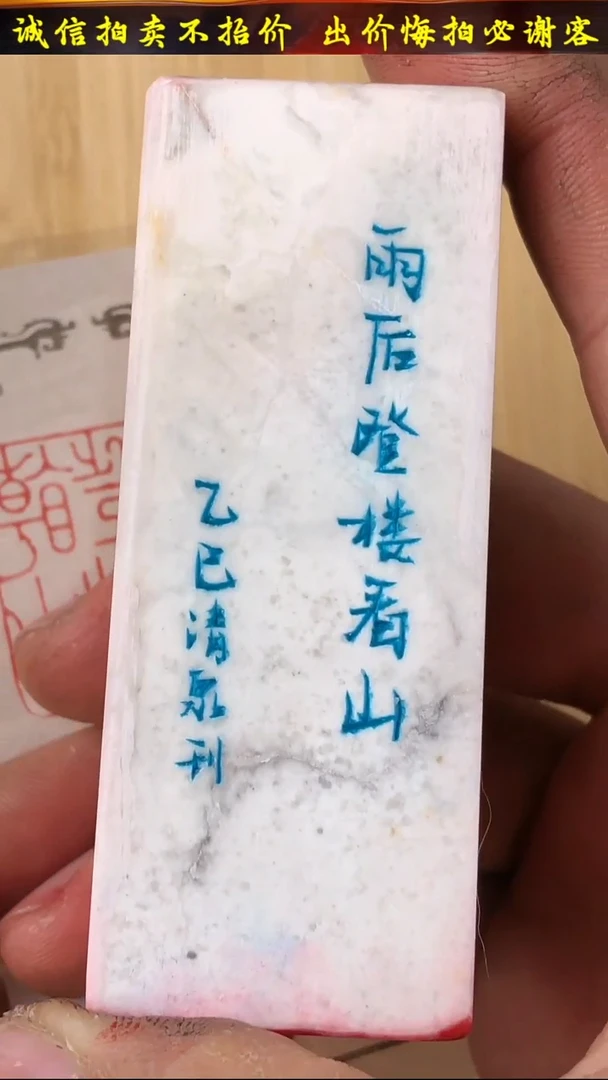 诚信拍卖不抬价 出价悔拍必谢客
雨后登楼看山
乙巳清泉刊